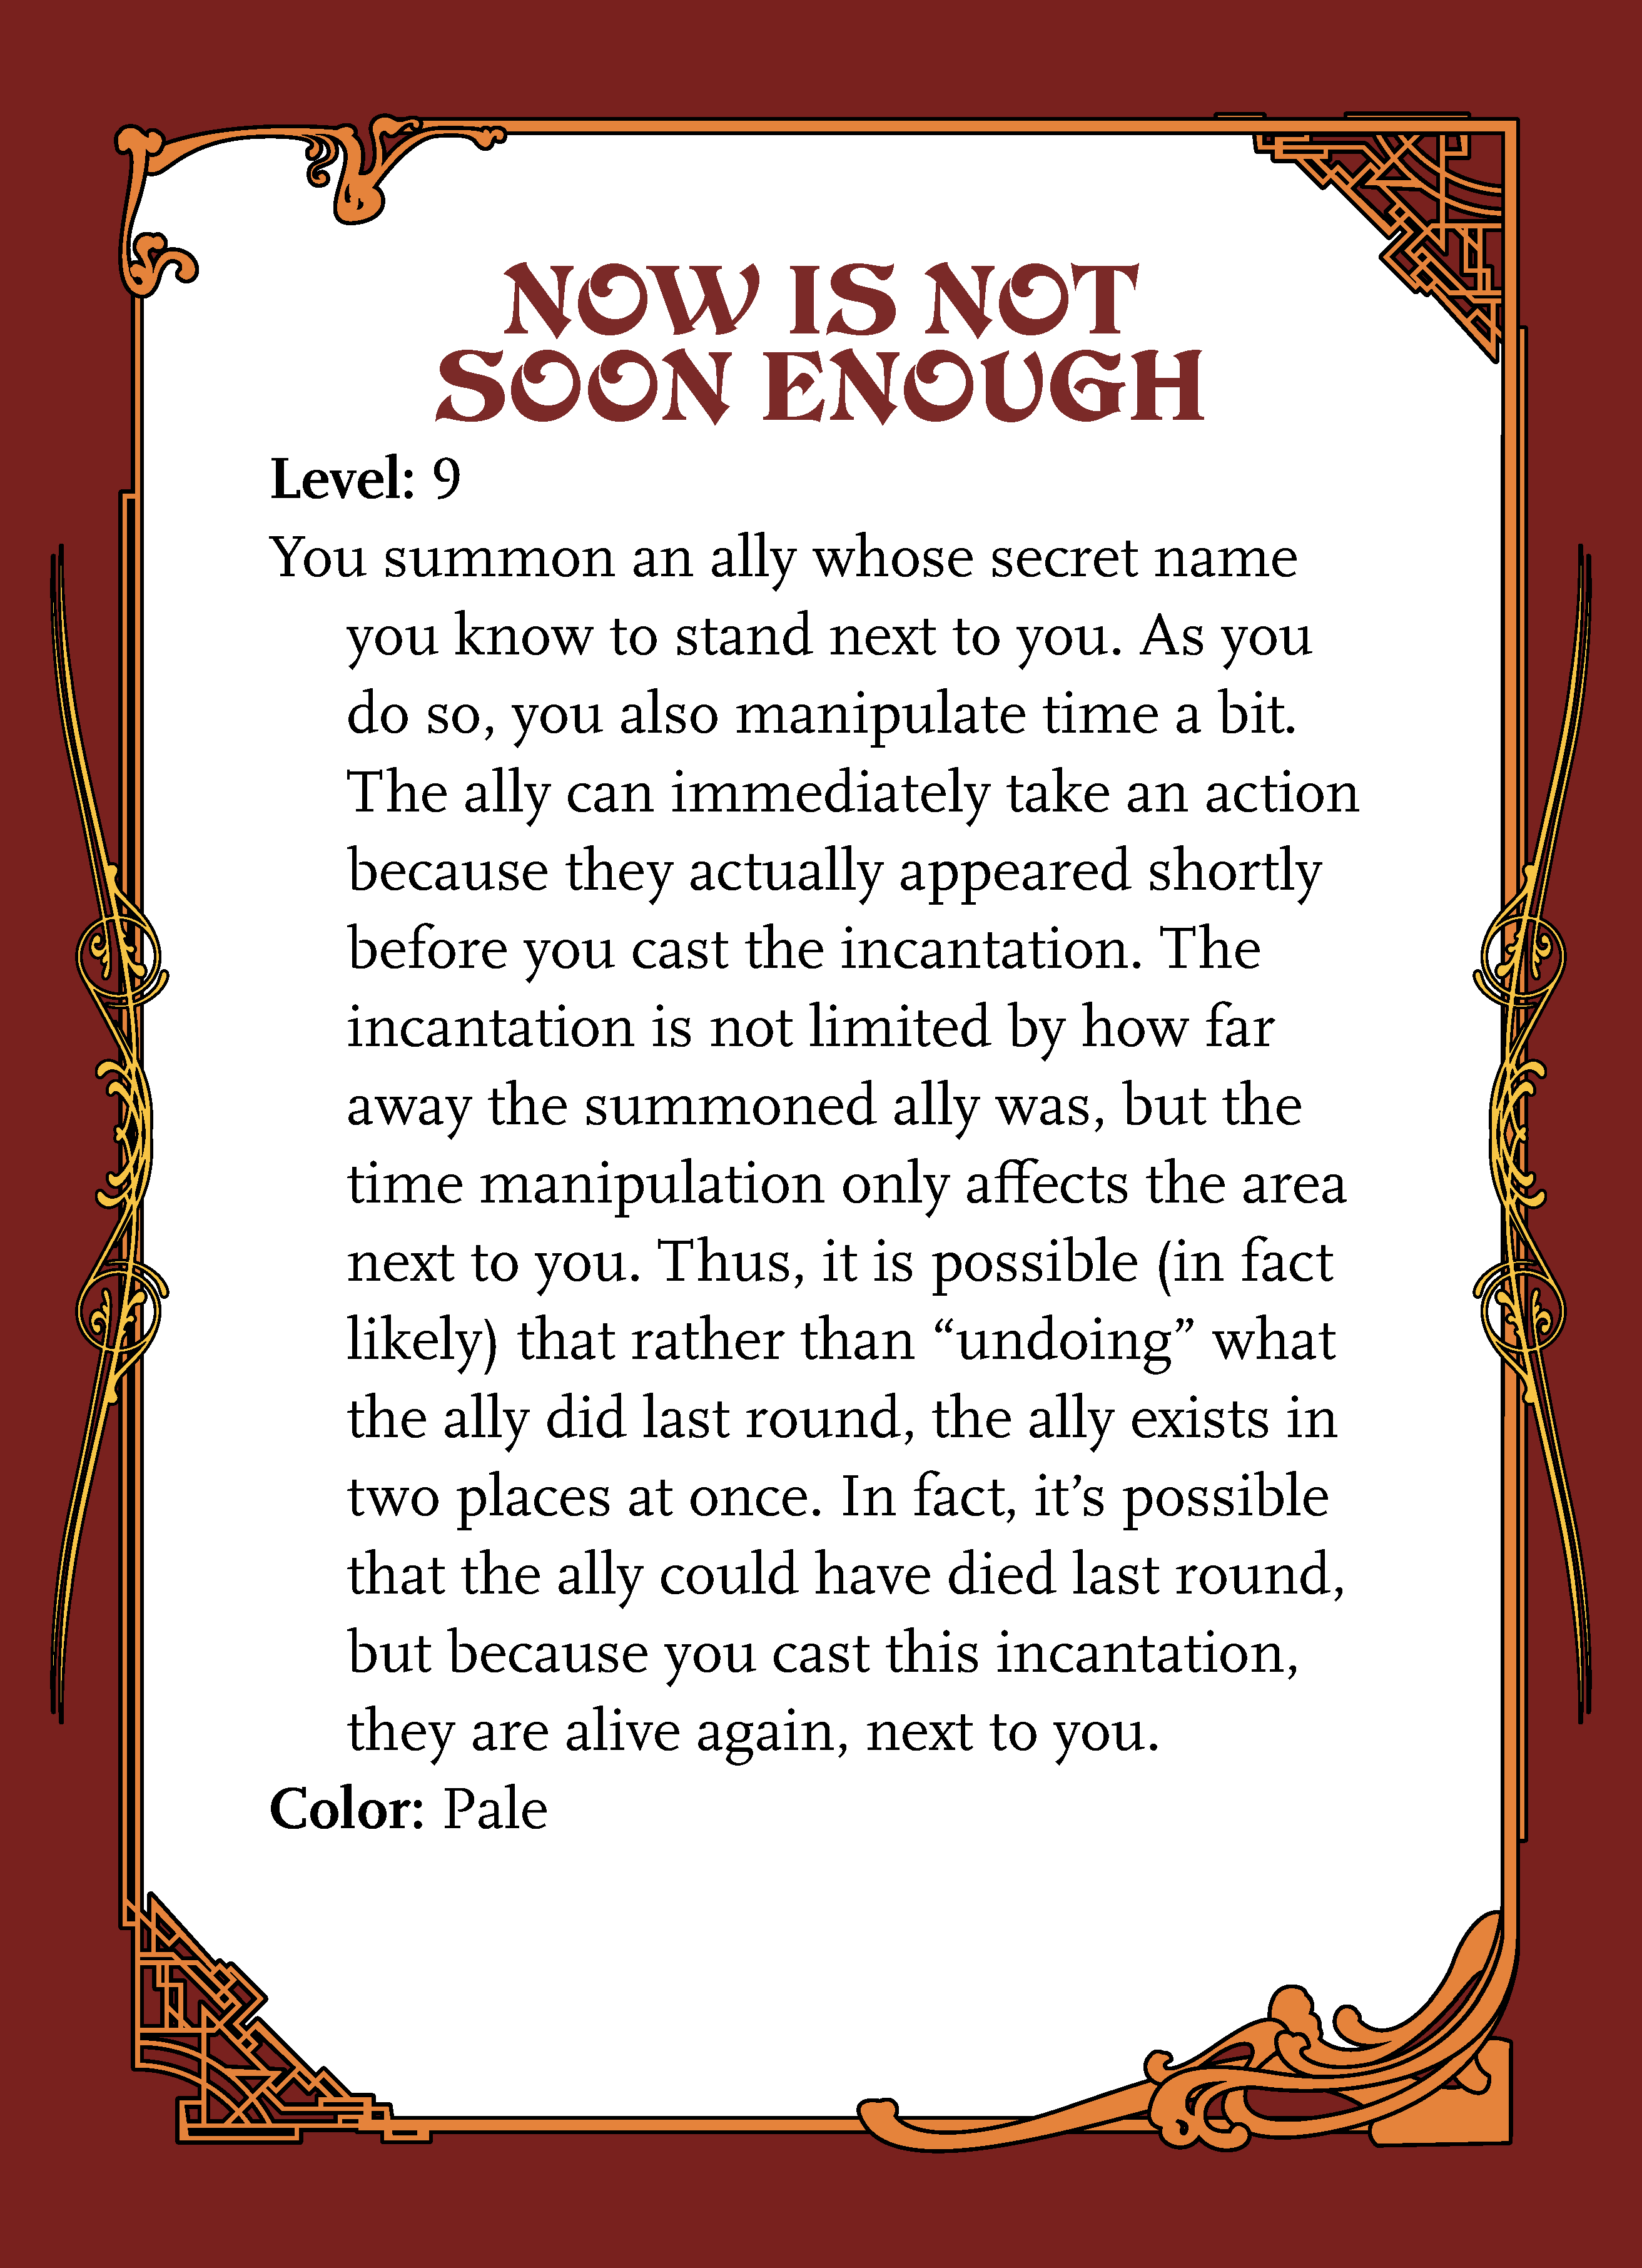 NOW IS NOT
SOON ENOUGH
Level: 9
You summon an ally whose secret name
you know to stand next to you. As you
do so, you also manipulate time a bit.
The ally can immediately take an action
because they actually appeared shortly
before you cast the incantation. The
incantation is not limited by how far
away the summoned ally was, but the
time manipulation only affects the area
next to you. Thus, it is possible (in fact
likely) that rather than “undoing” what
the ally did last round, the ally exists in
two places at once. In fact, it’s possible
that the ally could have died last round,
but because you cast this incantation,
they are alive again, next to you.
Color: Pale